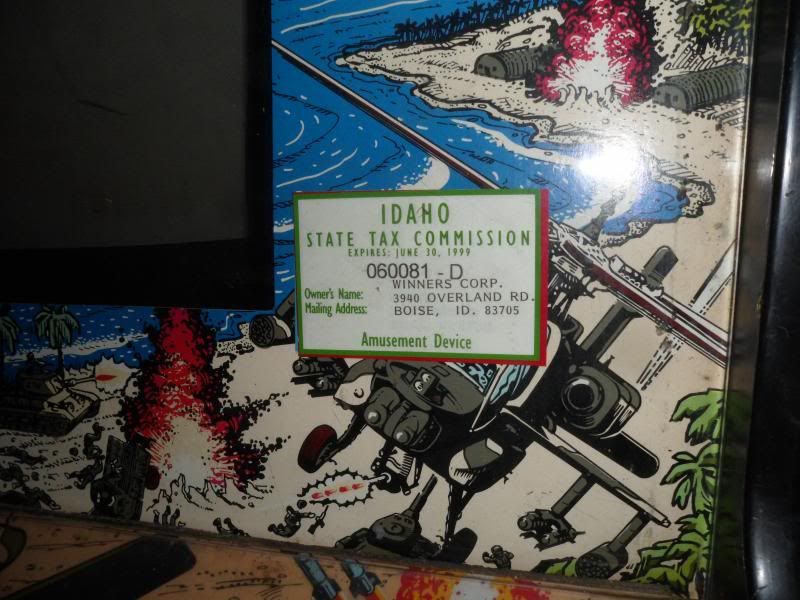 IDAHO
STATE TAX COMMISSION
EXPIRES: JUNE 30, 1999
060081 - D
WINNERS CORP.
Owner's Name: 3940 OVERLAND RD.
Mailing Address: BOISE, ID. 83705
Amusement Device